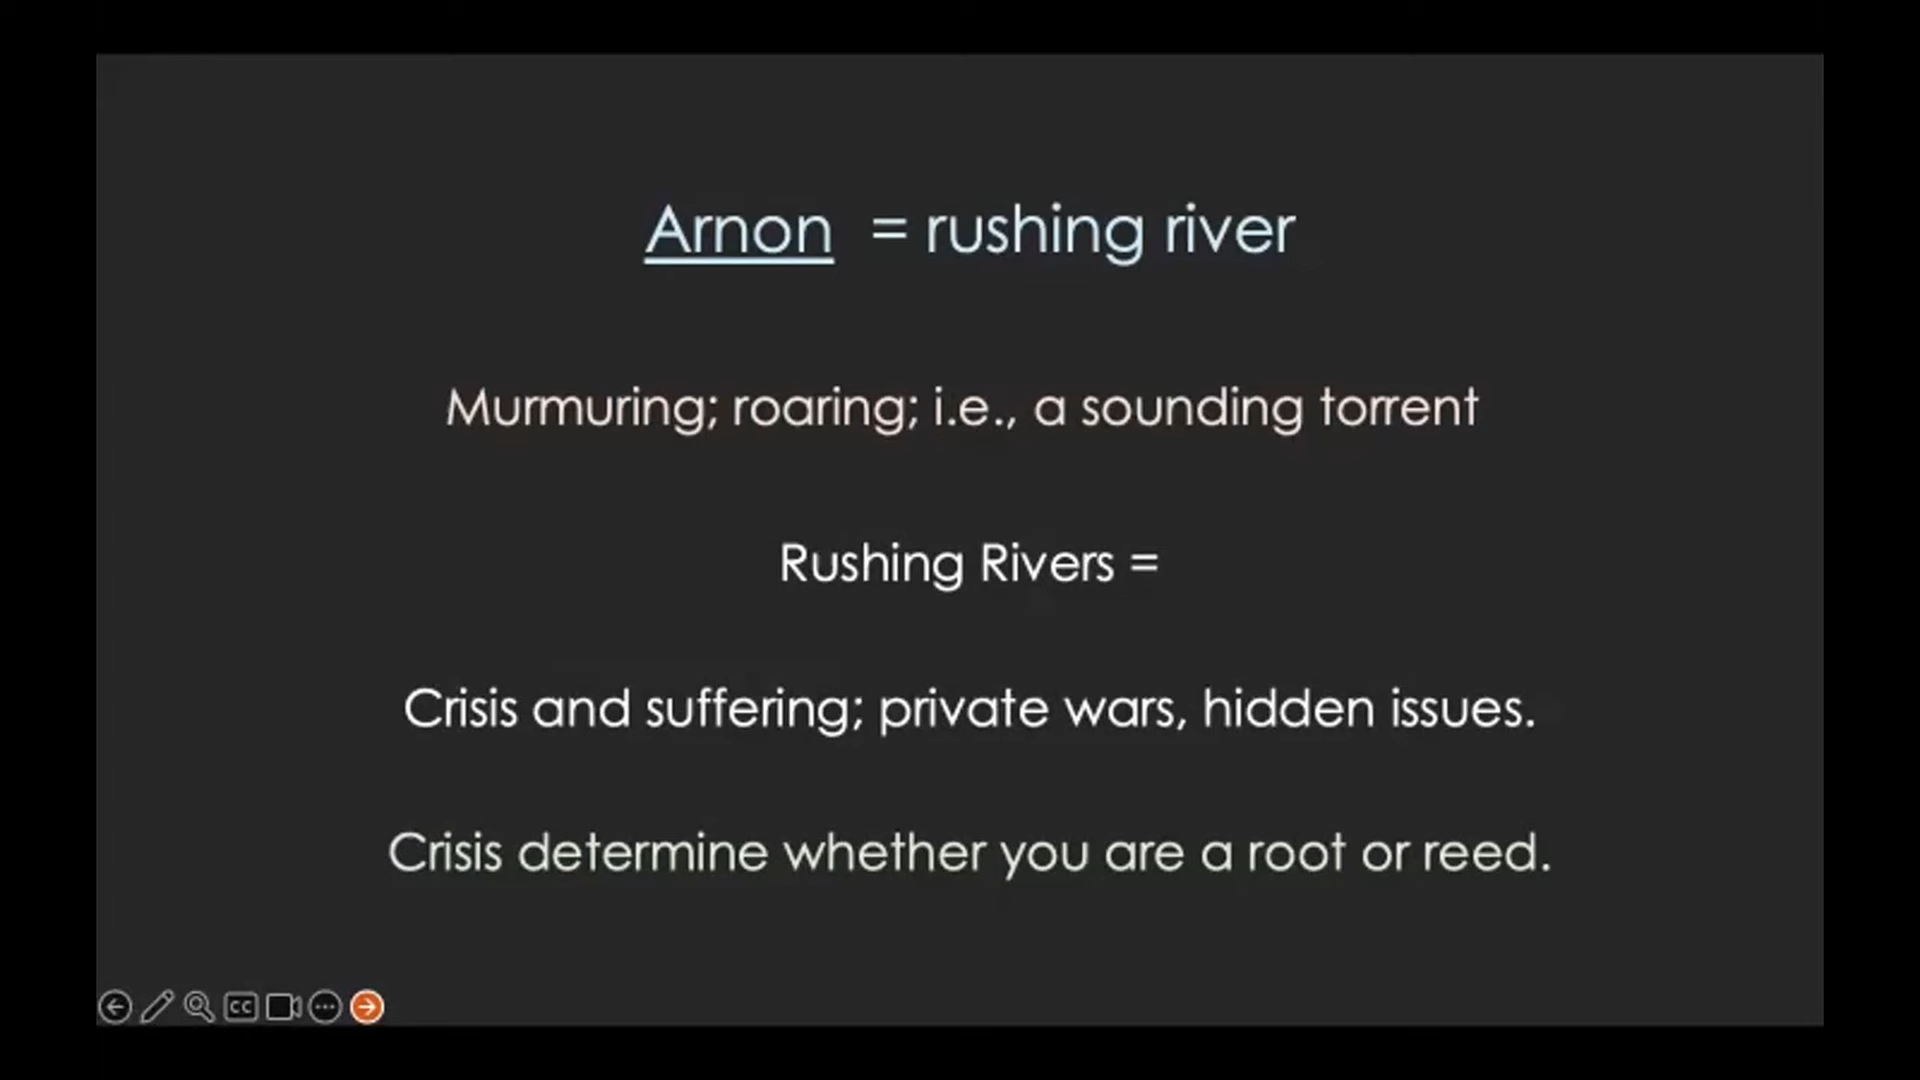 Arnon = rushing river
Murmuring; roaring; i.e., a sounding torrent
Rushing Rivers =
Crisis and suffering; private wars, hidden issues.
Crisis determine whether you are a root or reed.
CC